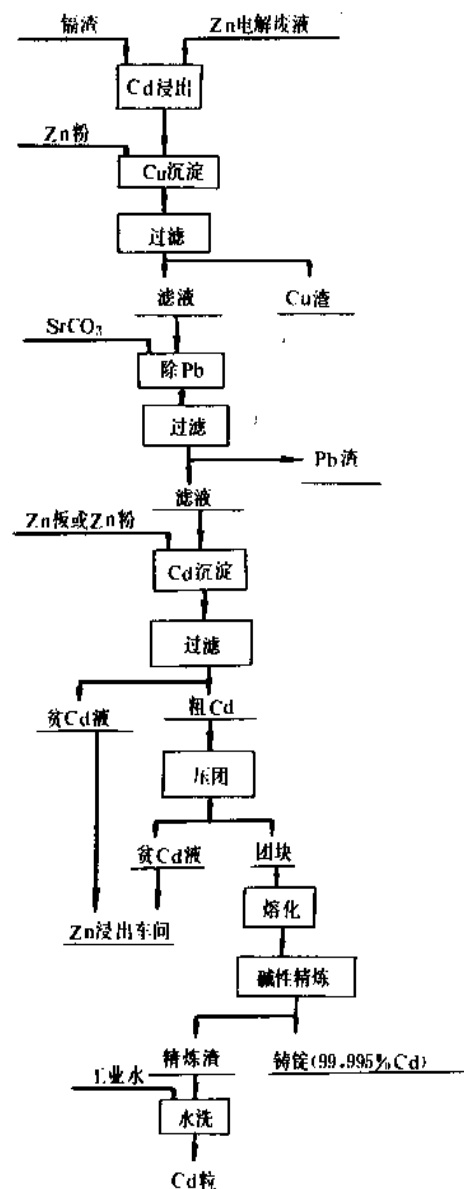 镉渣 Zn电解废液
Cd浸出
Zn粉
Cu沉淀
过滤
滤液 Cu渣
SrCO₃
除Pb
过滤
Pb渣
滤液
Zn板或Zn粉
Cd沉淀
过滤
贫Cd液 粗Cd
压团
贫Cd液 团块
Zn浸出车间 熔化
碱性精炼
精炼渣 铸锭(99.995%Cd)
工业水
水洗
Cd粒